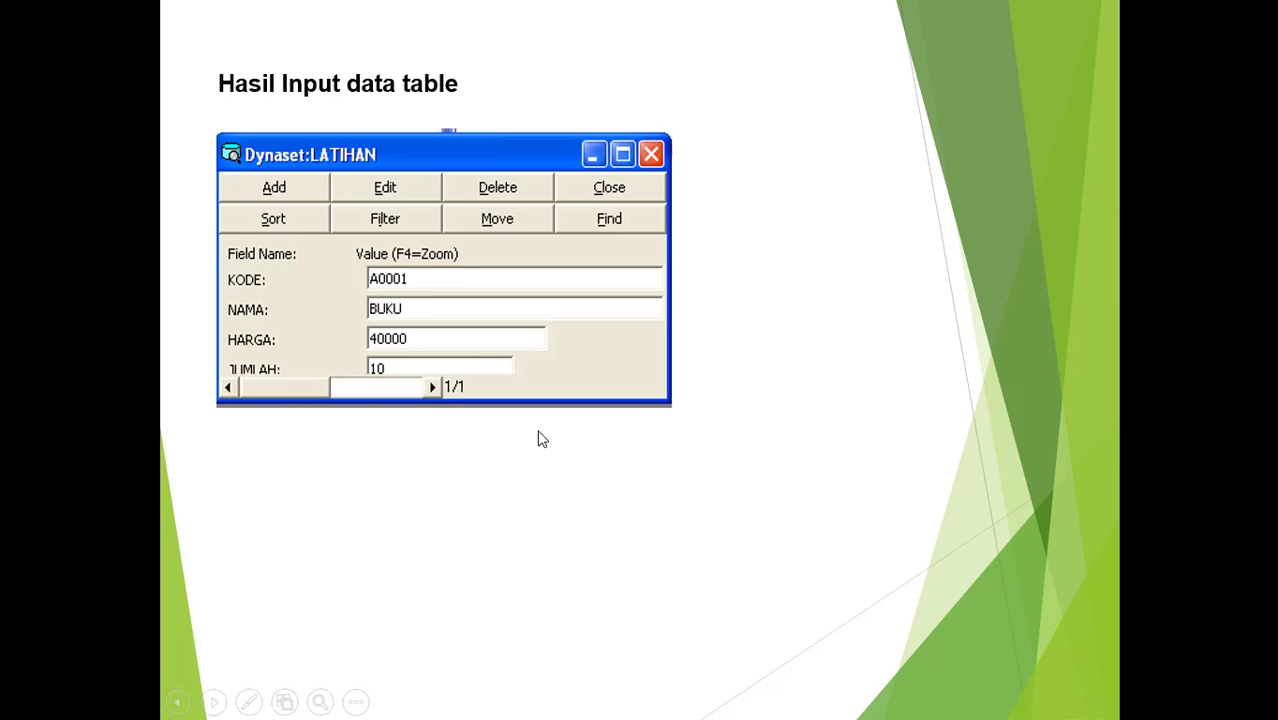 Hasil Input data table
Dynaset:LATIHAN
Add Edit Delete Close
Sort Filter Move Find
Field Name: Value (F4=Zoom)
KODE: A0001
NAMA: BUKU
HARGA: 40000
JUMLAH: 10
1/1